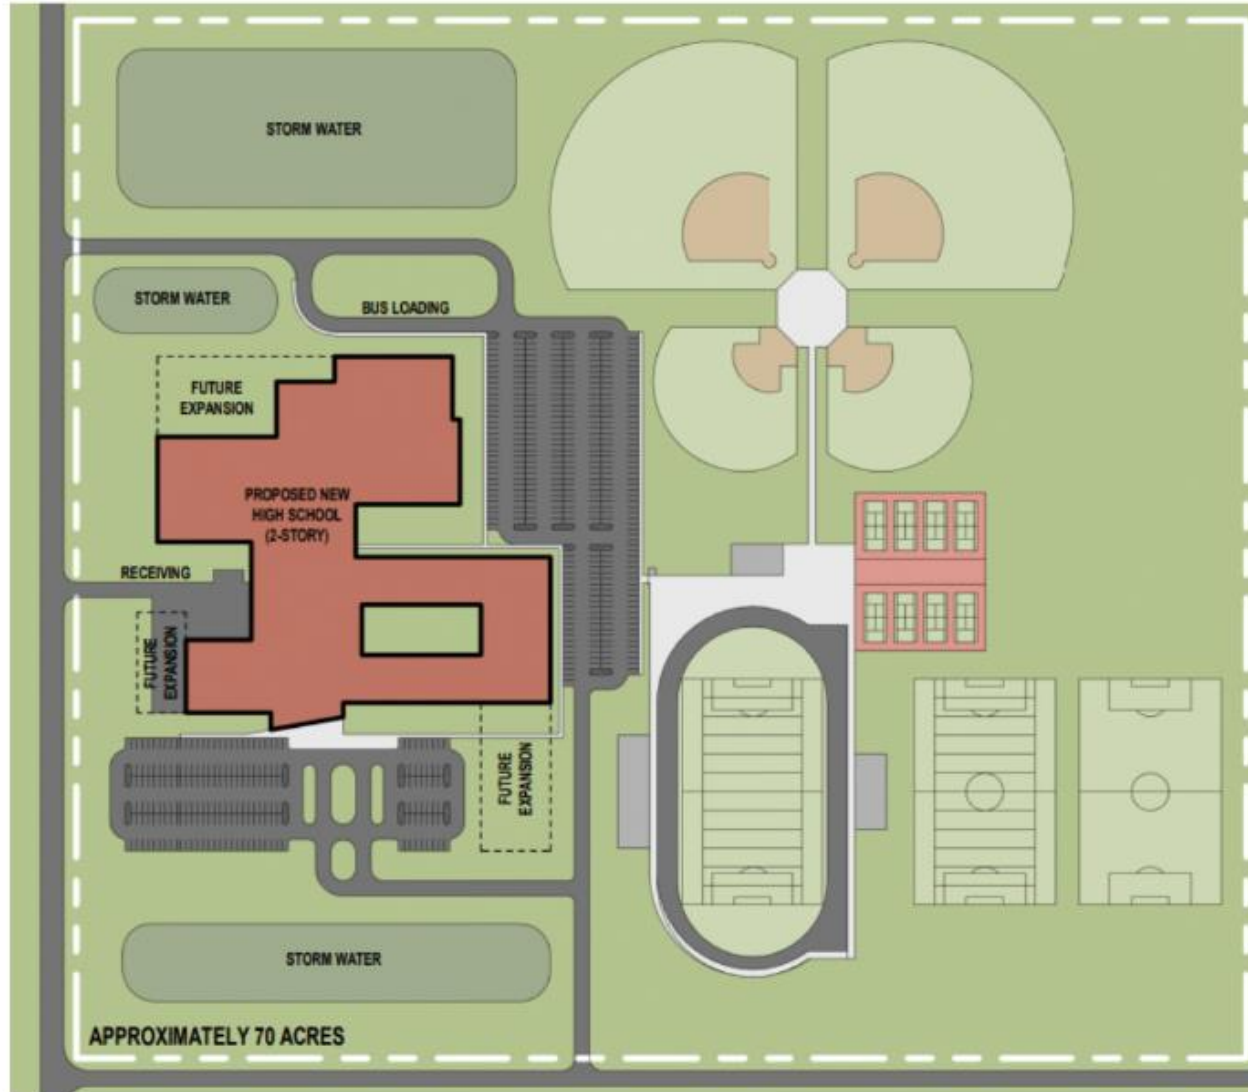 STORM WATER
STORM WATER
BUS LOADING
FUTURE
EXPANSION
PROPOSED NEW
HIGH SCHOOL
(2-STORY)
RECEIVING
FUTURE
EXPANSION
FUTURE
EXPANSION
STORM WATER
APPROXIMATELY 70 ACRES